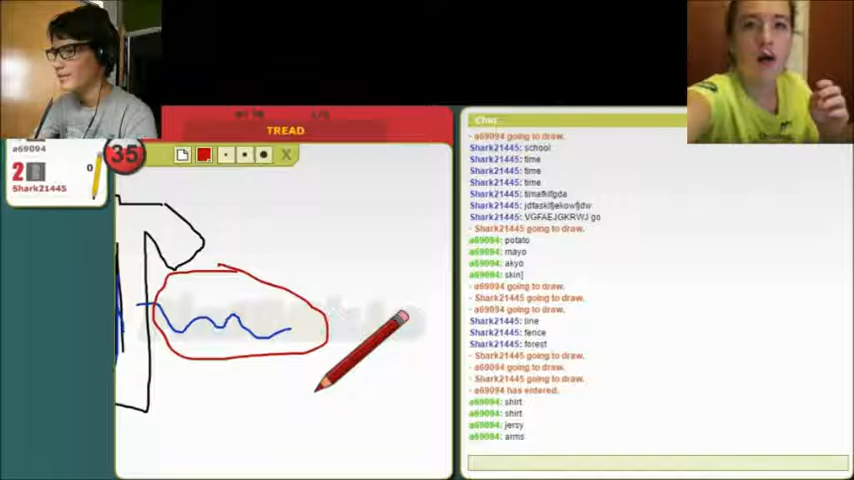 TREAD
a69094
35
0
2
Shark21445
X
Chat
- a69094 going to draw.
Shark21445: school
Shark21445: time
Shark21445: time
Shark21445: time
Shark21445: timafklfgda
Shark21445: jdfasklfjekowfjdw
Shark21445: VGFAEJGKRWJ go
- Shark21445 going to draw.
a69094: potato
a69094: mayo
a69094: akyo
a69094: skin]
- a69094 going to draw.
- Shark21445 going to draw.
- a69094 going to draw.
Shark21445: line
Shark21445: fence
Shark21445: forest
- Shark21445 going to draw.
- a69094 going to draw.
- Shark21445 going to draw.
- a69094 has entered.
a69094: shirt
a69094: shirt
a69094: jersy
a69094: arms